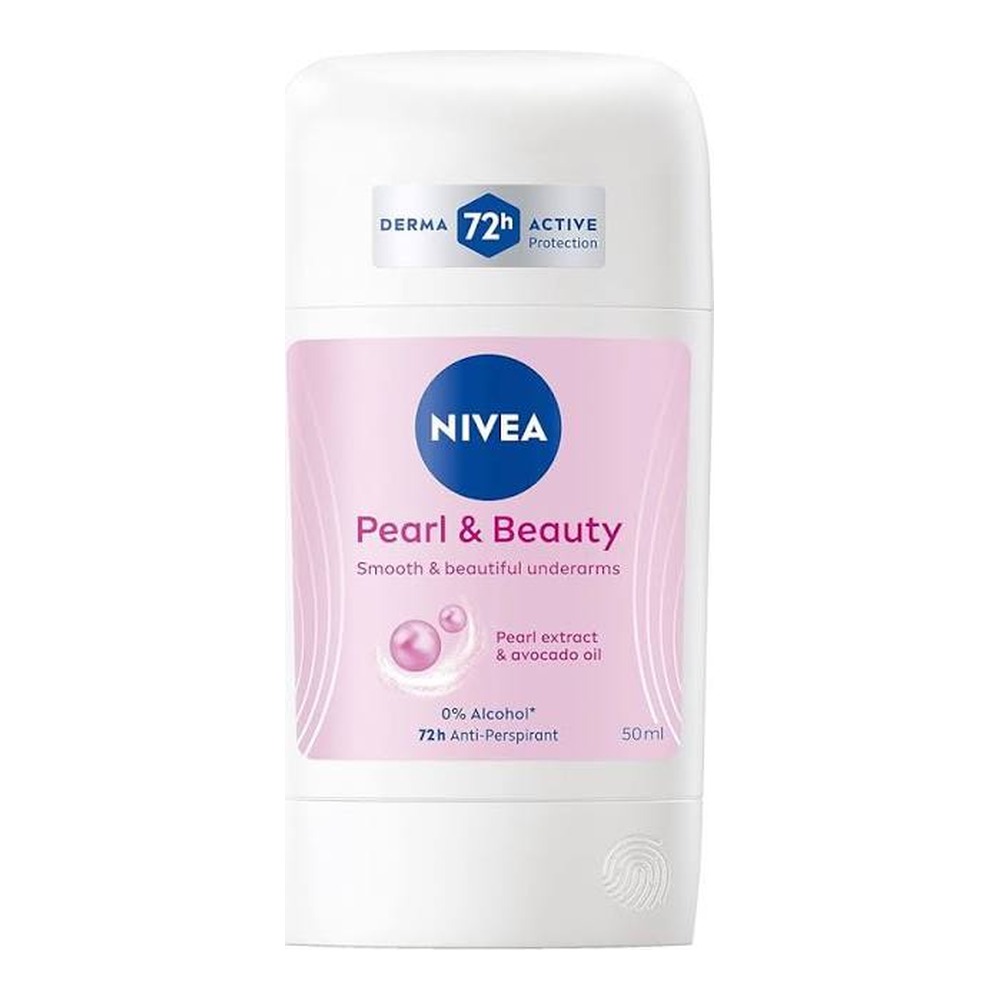 DERMA 72h ACTIVE
Protection
NIVEA
Pearl & Beauty
Smooth & beautiful underarms
Pearl extract
& avocado oil
0% Alcohol*
72h Anti-Perspirant
50ml